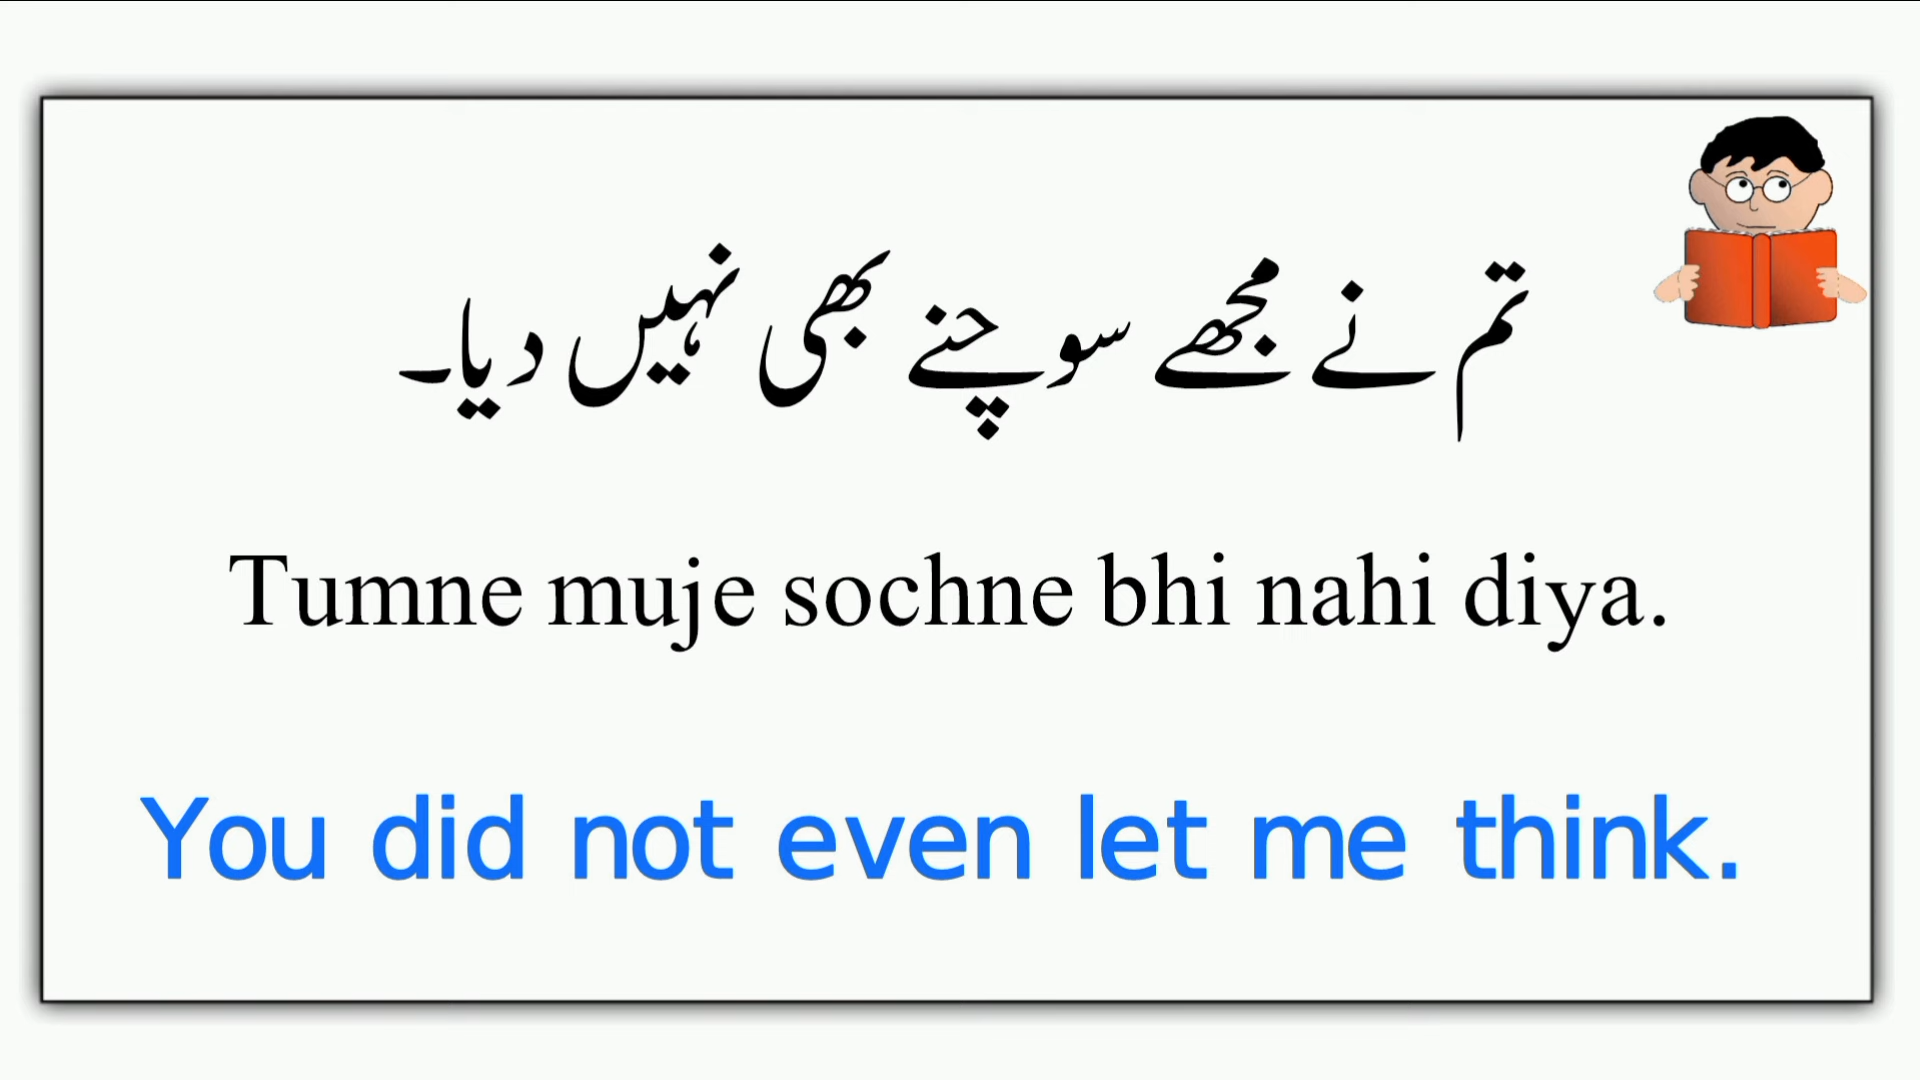 تم نے مجھے سوچنے بھی نہیں دیا۔
Tumne muje sochne bhi nahi diya.
You did not even let me think.